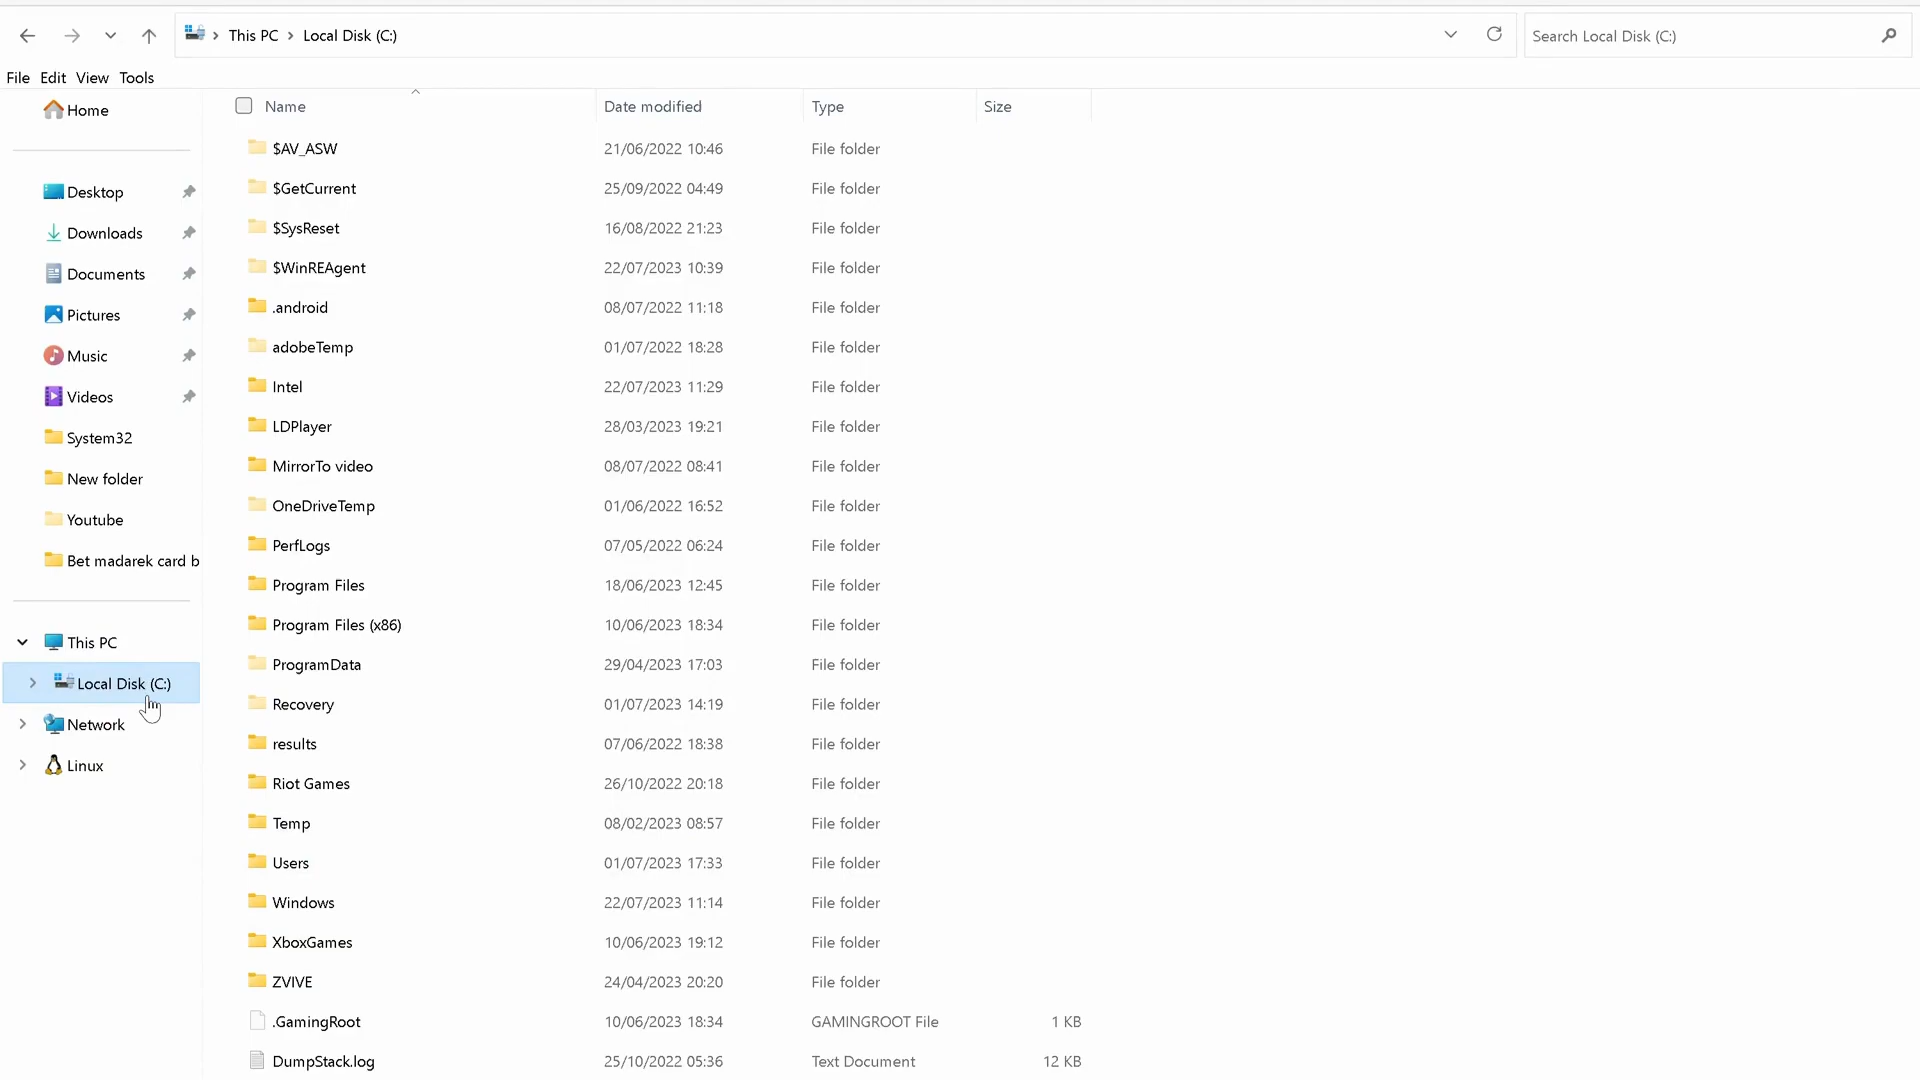 This PC > Local Disk (C:)
Search Local Disk (C:)
File Edit View Tools
Home
Desktop
Downloads
Documents
Pictures
Music
Videos
System32
New folder
Youtube
Bet madarek card b
This PC
Local Disk (C:)
Network
Linux
Name Date modified Type Size
$AV_ASW 21/06/2022 10:46 File folder
$GetCurrent 25/09/2022 04:49 File folder
$SysReset 16/08/2022 21:23 File folder
$WinREAgent 22/07/2023 10:39 File folder
.android 08/07/2022 11:18 File folder
adobeTemp 01/07/2022 18:28 File folder
Intel 22/07/2023 11:29 File folder
LDPlayer 28/03/2023 19:21 File folder
MirrorTo video 08/07/2022 08:41 File folder
OneDriveTemp 01/06/2022 16:52 File folder
PerfLogs 07/05/2022 06:24 File folder
Program Files 18/06/2023 12:45 File folder
Program Files (x86) 10/06/2023 18:34 File folder
ProgramData 29/04/2023 17:03 File folder
Recovery 01/07/2023 14:19 File folder
results 07/06/2022 18:38 File folder
Riot Games 26/10/2022 20:18 File folder
Temp 08/02/2023 08:57 File folder
Users 01/07/2023 17:33 File folder
Windows 22/07/2023 11:14 File folder
XboxGames 10/06/2023 19:12 File folder
ZVIVE 24/04/2023 20:20 File folder
.GamingRoot 10/06/2023 18:34 GAMINGROOT File 1 KB
DumpStack.log 25/10/2022 05:36 Text Document 12 KB